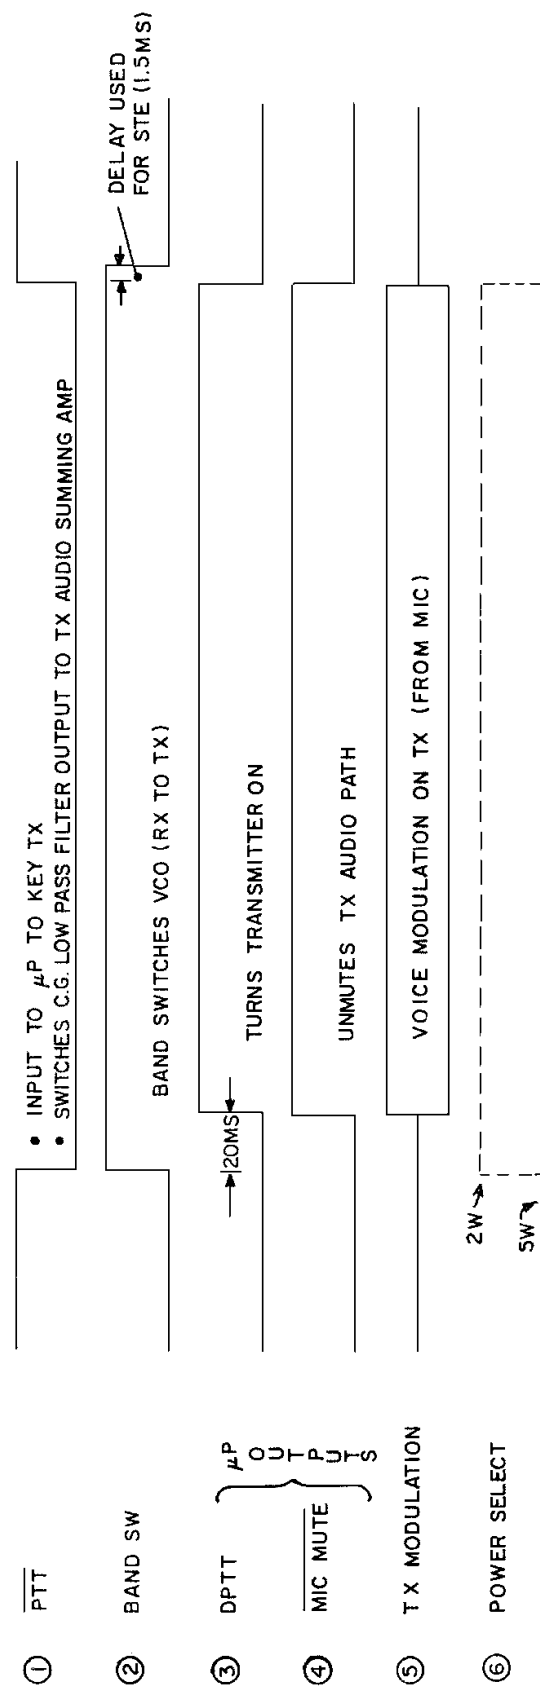 ① PTT
• INPUT TO µP TO KEY TX
• SWITCHES C.G. LOW PASS FILTER OUTPUT TO TX AUDIO SUMMING AMP
② BAND SW
BAND SWITCHES VCO (RX TO TX)
DELAY USED
FOR STE (1.5MS)
③ DPTT
20MS
TURNS TRANSMITTER ON
µP
OUTPUTS
④ MIC MUTE
UNMUTES TX AUDIO PATH
⑤ TX MODULATION
VOICE MODULATION ON TX (FROM MIC)
⑥ POWER SELECT
2W
5W